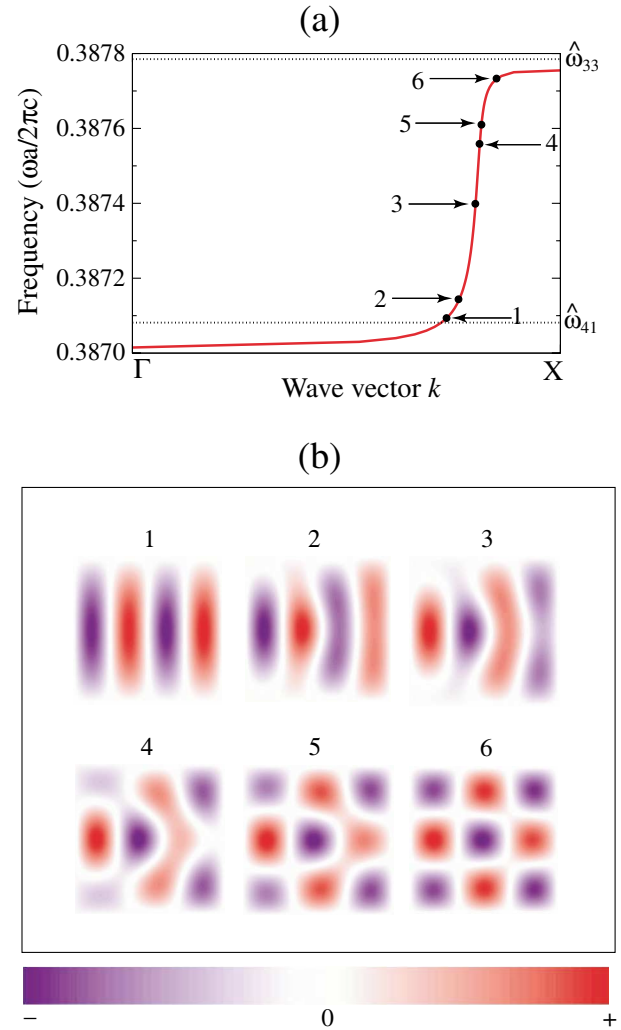 (a)
Frequency (ωa/2πc)
0.3878
0.3876
0.3874
0.3872
0.3870
ω̂33
ω̂41
6
5
4
3
2
1
Γ
X
Wave vector k
(b)
1 2 3
4 5 6
− 0 +